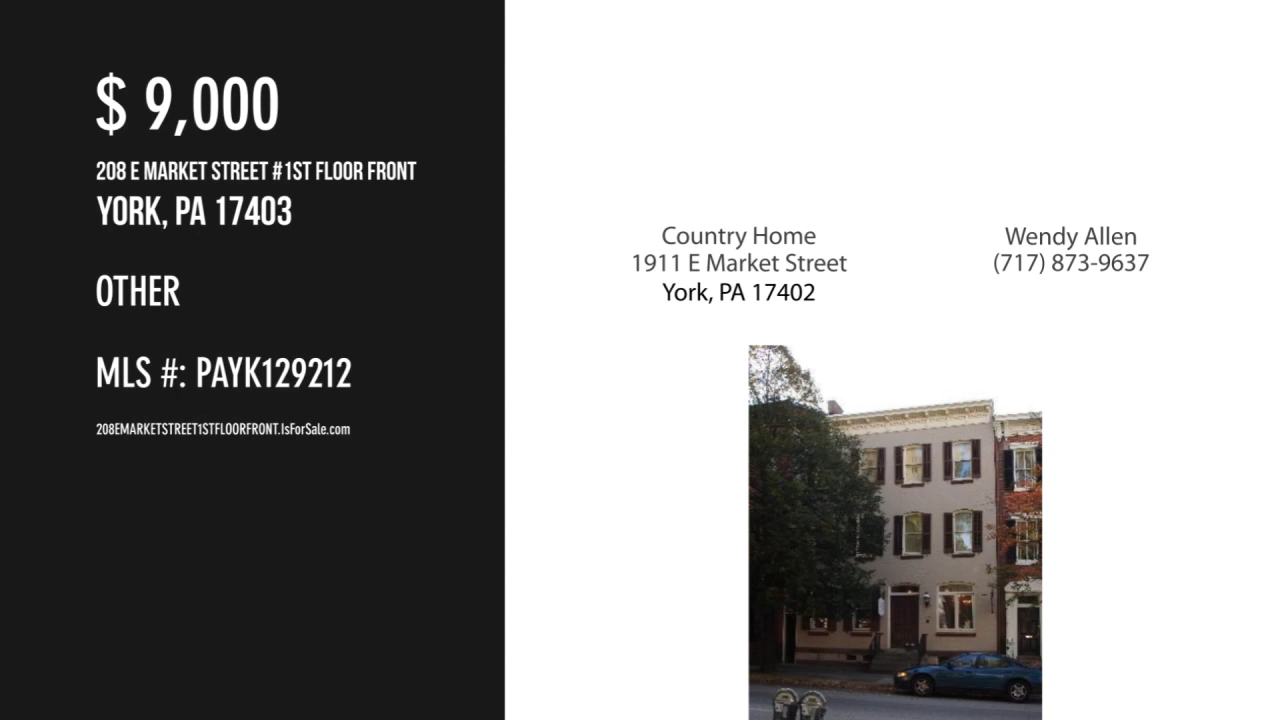 $ 9,000
208 E MARKET STREET #1ST FLOOR FRONT
YORK, PA 17403
OTHER
MLS #: PAYK129212
208EMARKETSTREET1STFLOORFRONT.IsForSale.com
Country Home
1911 E Market Street
York, PA 17402
Wendy Allen
(717) 873-9637